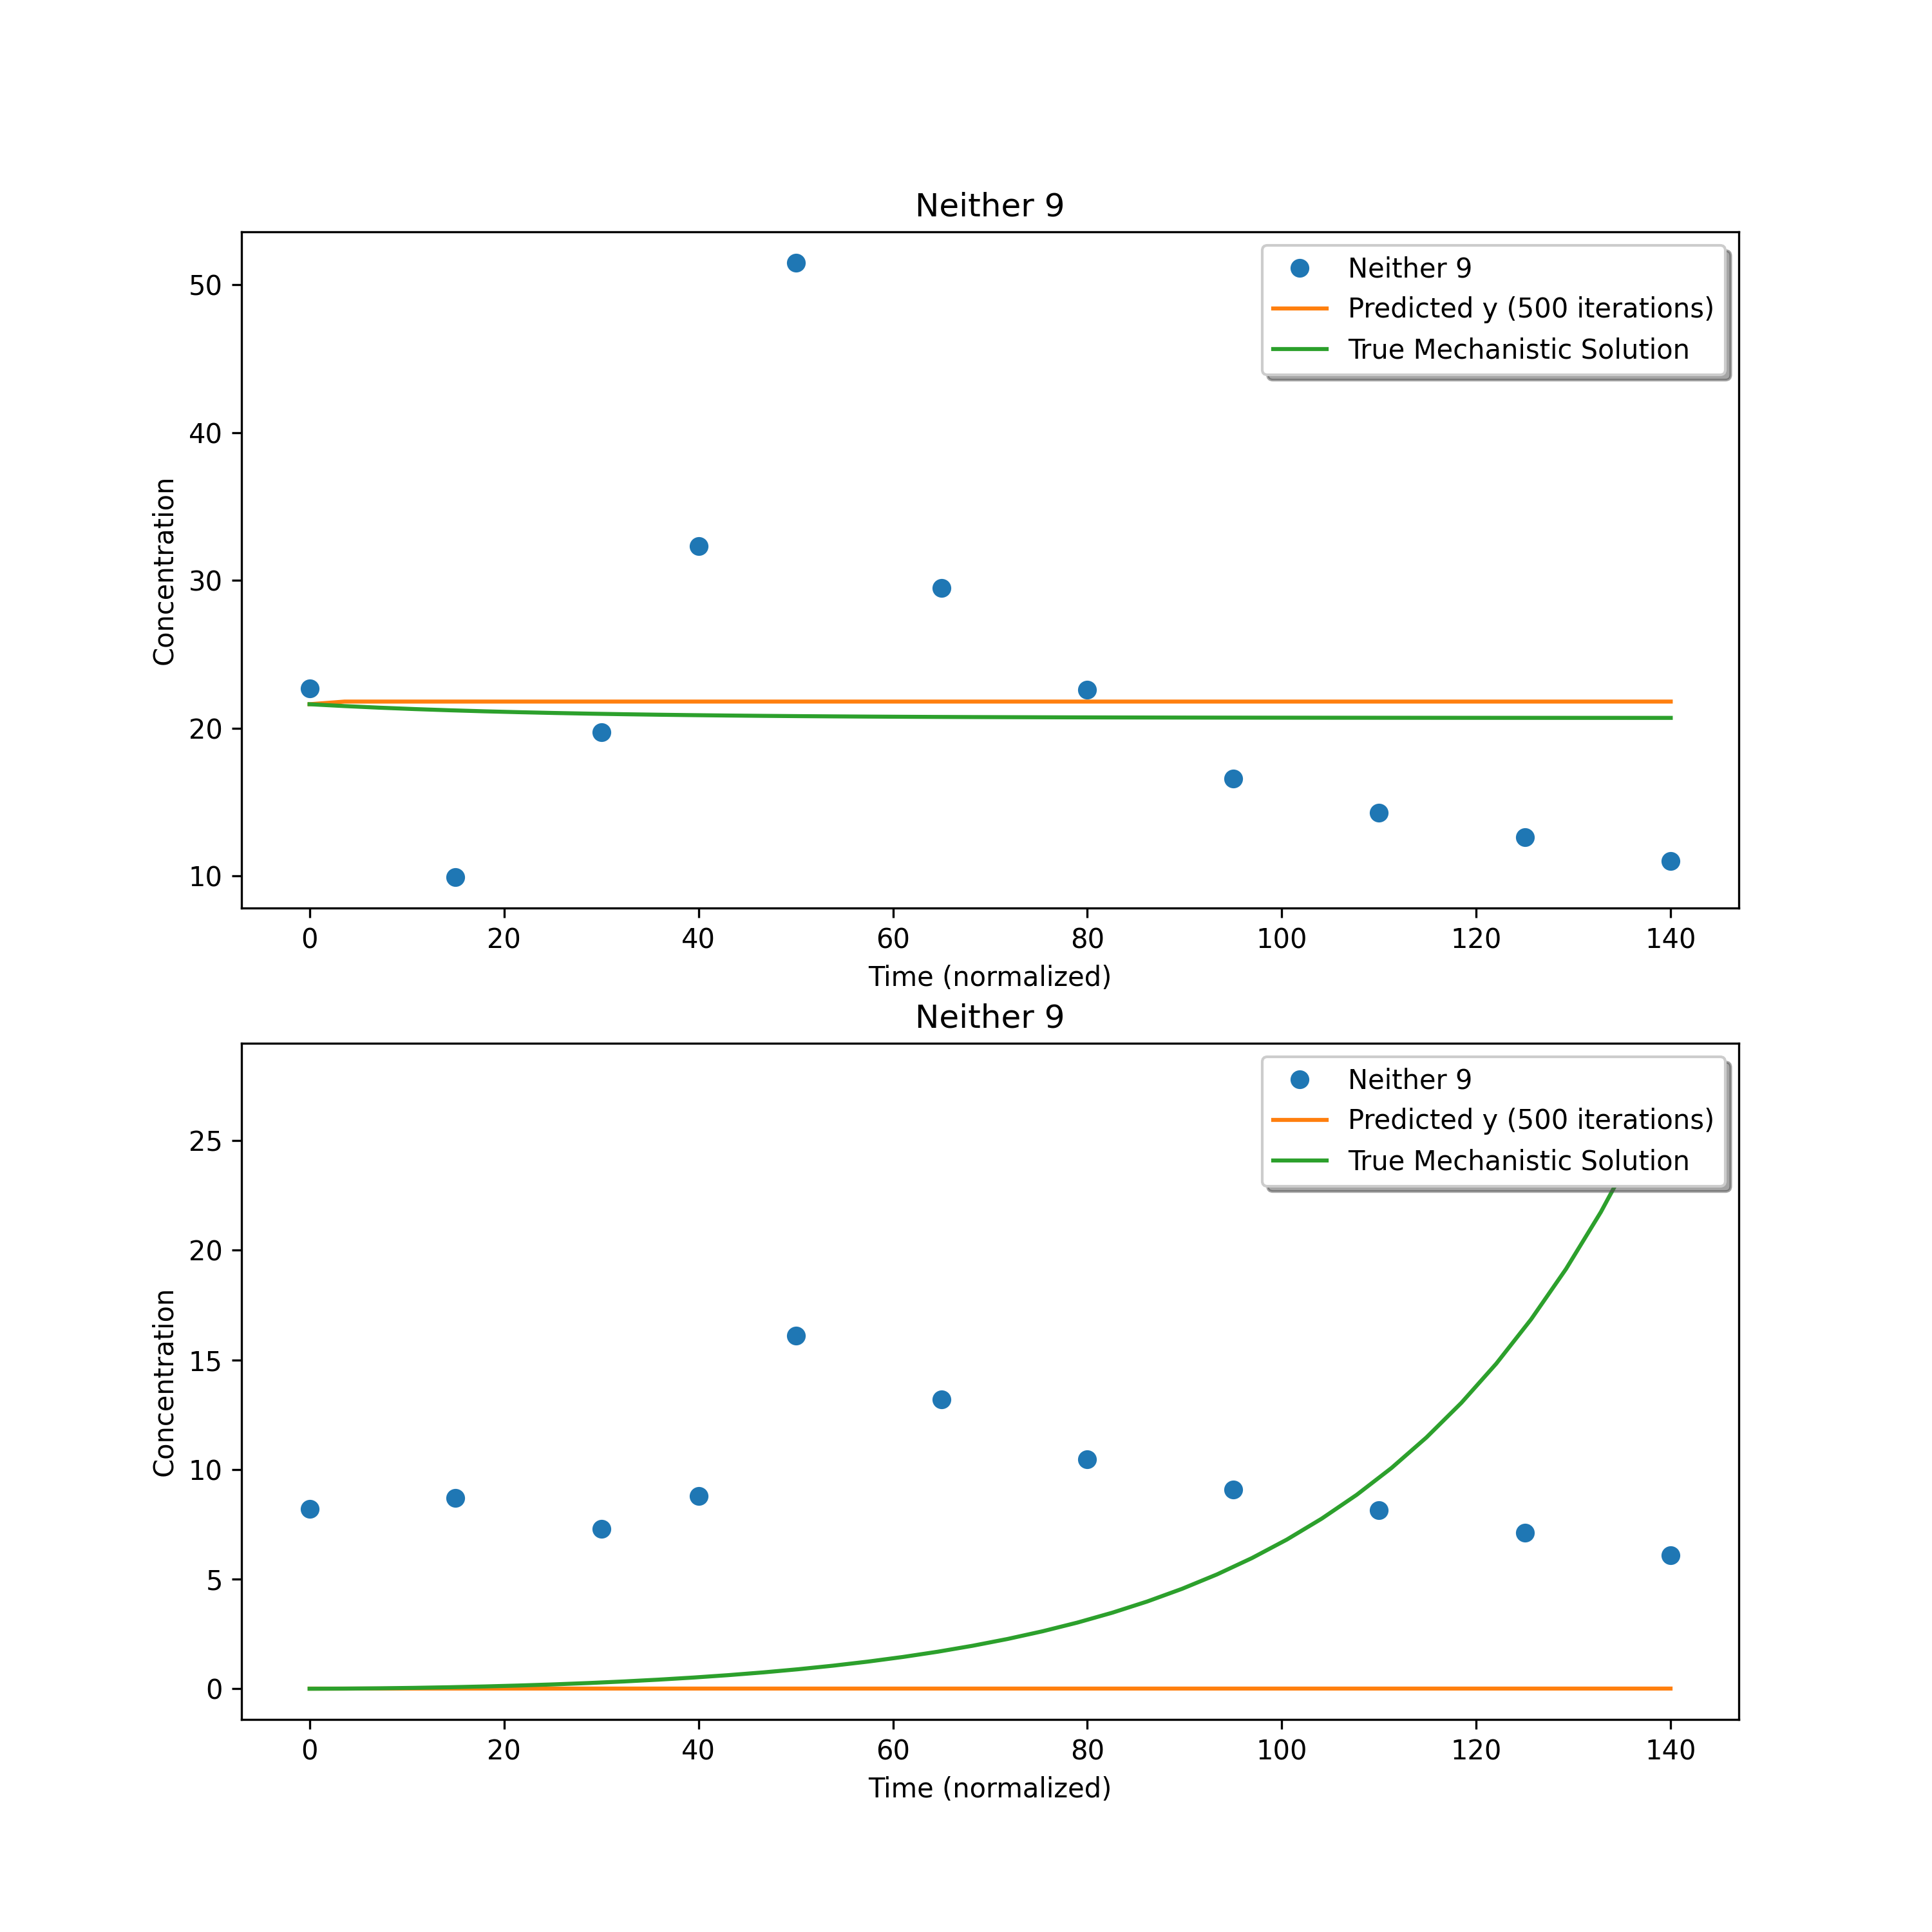 Neither 9
50
40
30
20
10
Concentration
Neither 9
Predicted y (500 iterations)
True Mechanistic Solution
0 20 40 60 80 100 120 140
Time (normalized)
Neither 9
25
20
15
10
5
0
Concentration
Neither 9
Predicted y (500 iterations)
True Mechanistic Solution
0 20 40 60 80 100 120 140
Time (normalized)